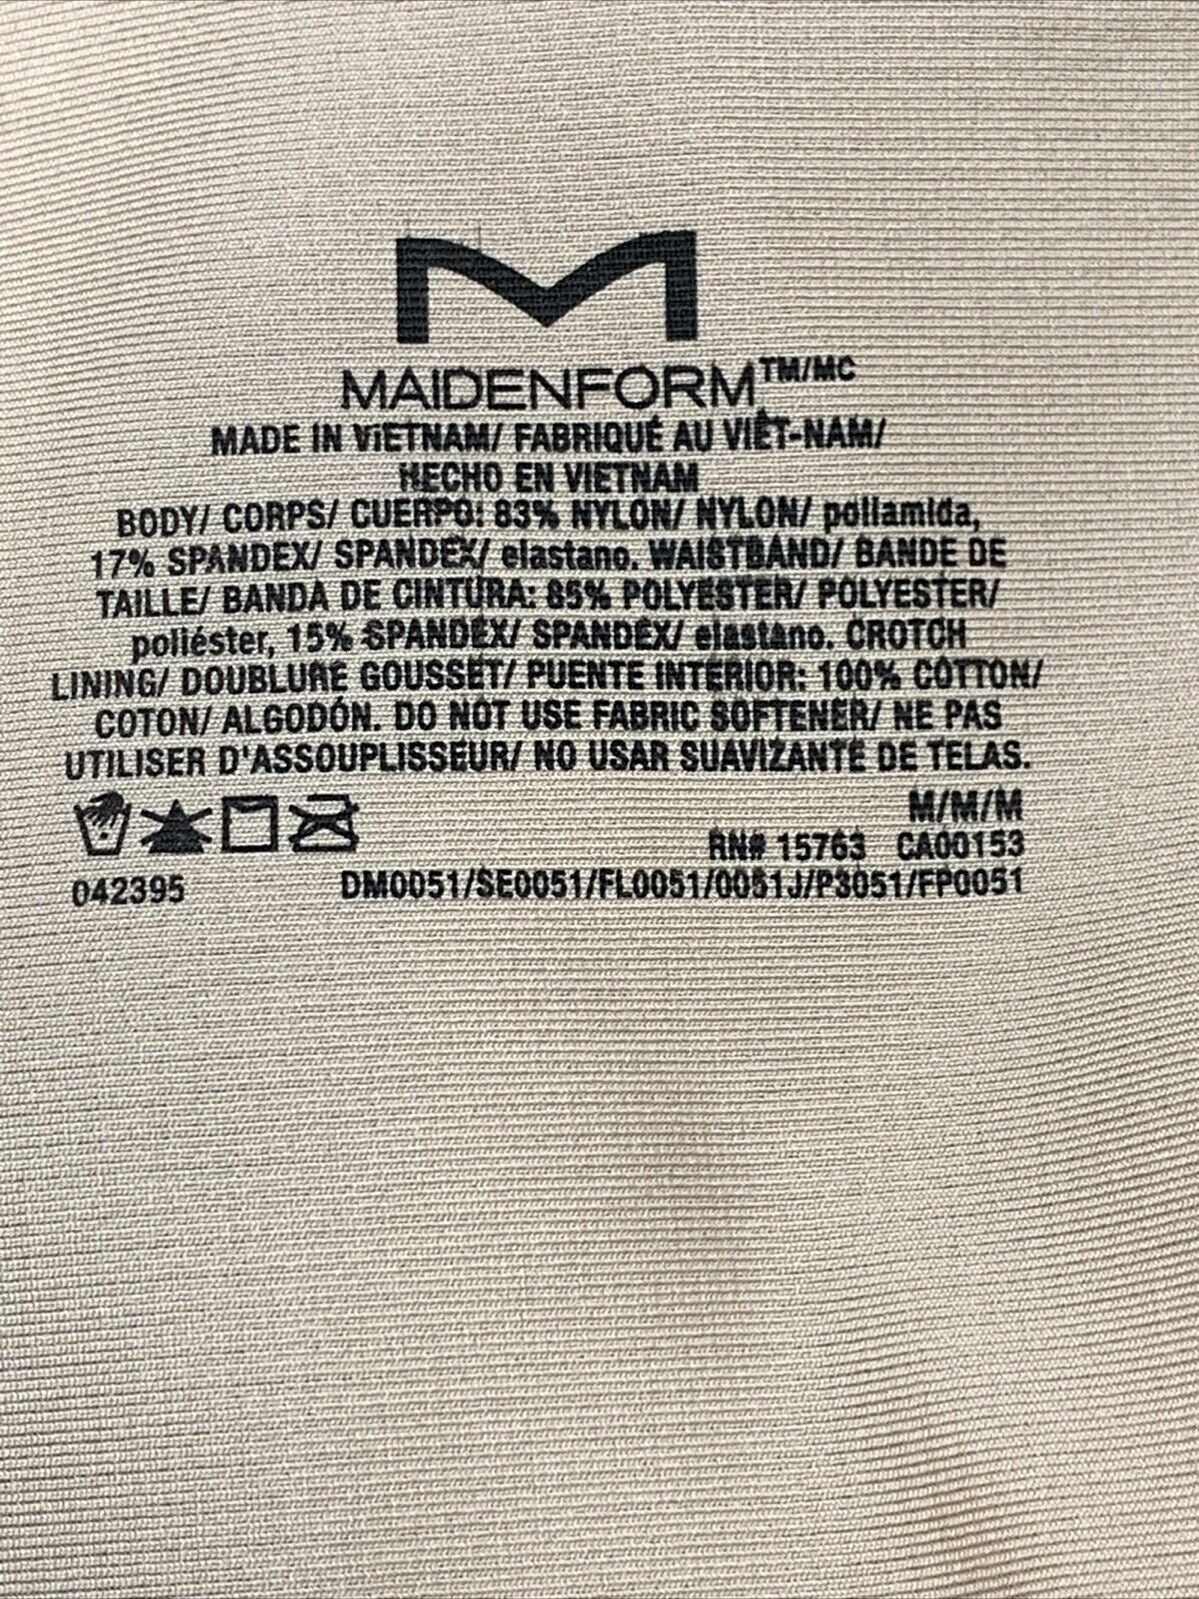 M
MAIDENFORM™/MC
MADE IN VIETNAM/ FABRIQUÉ AU VIÊT-NAM/
HECHO EN VIETNAM
BODY/ CORPS/ CUERPO: 83% NYLON/ NYLON/ poliamida,
17% SPANDEX/ SPANDEX/ elastano. WAISTBAND/ BANDE DE
TAILLE/ BANDA DE CINTURA: 85% POLYESTER/ POLYESTER/
poliéster, 15% SPANDEX/ SPANDEX/ elastano. CROTCH
LINING/ DOUBLURE GOUSSET/ PUENTE INTERIOR: 100% COTTON/
COTON/ ALGODÓN. DO NOT USE FABRIC SOFTENER/ NE PAS
UTILISER D'ASSOUPLISSEUR/ NO USAR SUAVIZANTE DE TELAS.
M/M/M
RN# 15763 CA00153
042395 DM0051/SE0051/FL0051/0051J/P3051/FP0051